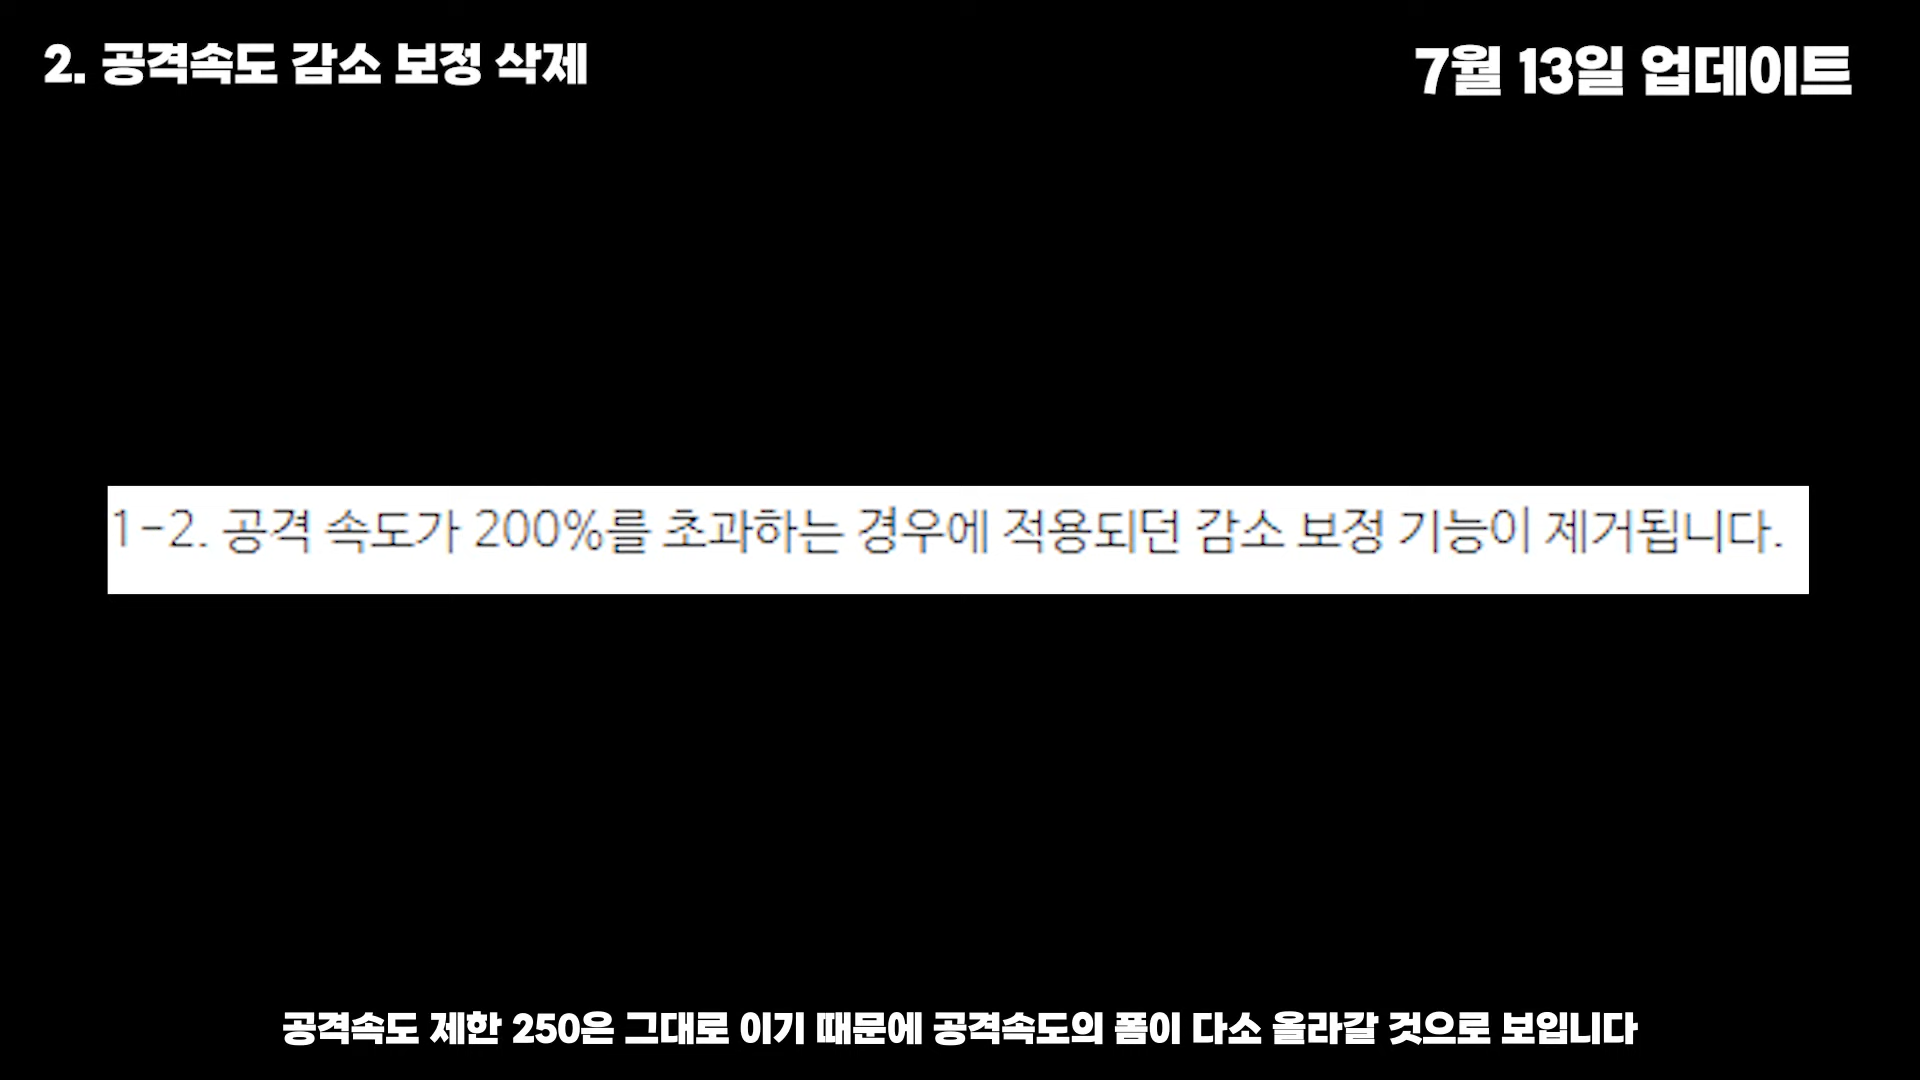 2. 공격속도 감소 보정 삭제
7월 13일 업데이트
1-2. 공격 속도가 200%를 초과하는 경우에 적용되던 감소 보정 기능이 제거됩니다.
공격속도 제한 250은 그대로 이기 때문에 공격속도의 폼이 다소 올라갈 것으로 보입니다